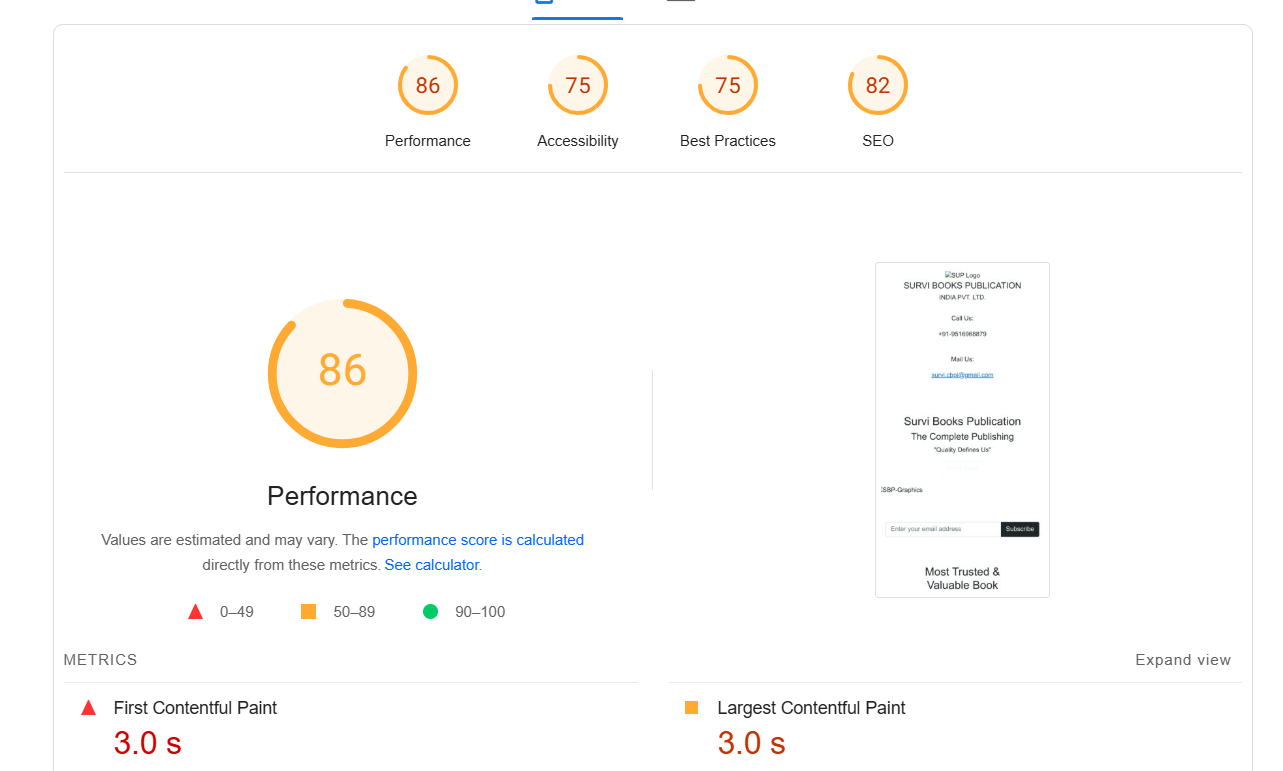 86
75
75
82
Performance
Accessibility
Best Practices
SEO
86
Performance
Values are estimated and may vary. The performance score is calculated
directly from these metrics. See calculator.
0–49
50–89
90–100
SUP Logo
SURVI BOOKS PUBLICATION
INDIA PVT. LTD.
Call Us:
+91-9516968879
Mail Us:
survi.cboi@gmail.com
Survi Books Publication
The Complete Publishing
"Quality Defines Us"
SBP-Graphics
Enter your email address
Subscribe
Most Trusted &
Valuable Book
METRICS
Expand view
First Contentful Paint
3.0 s
Largest Contentful Paint
3.0 s